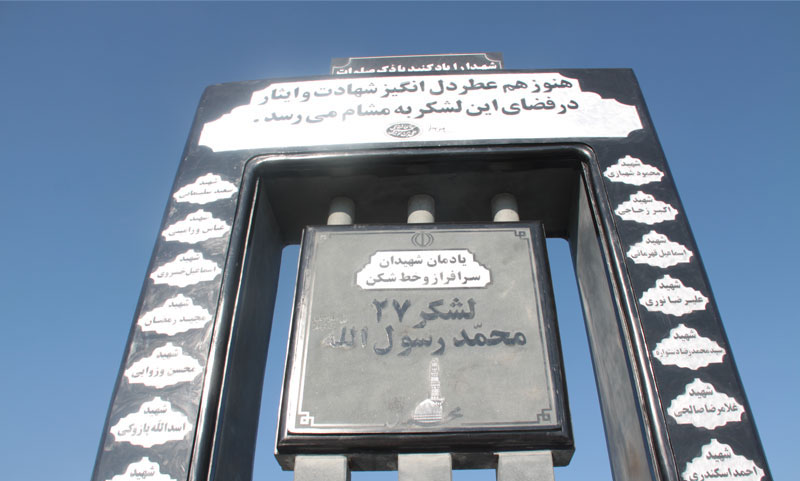 شهدا را یاد کنید با ذکر صلوات
هنوز هم عطر دل انگیز شهادت و ایثار
در فضای این لشکر به مشام می رسد.
یادمان شهیدان
سرافراز و خط شکن
لشکر ۲۷
محمّد رسول الله
شهید
محمود شهبازی
شهید
اکبر زجاجی
شهید
اسماعیل قهرمانی
شهید
علیرضا نوری
شهید
سید محمدرضا دستواره
شهید
غلامرضا صالحی
شهید
احمد اسکندری
شهید
سعید سلیمانی
شهید
عباس ورامینی
شهید
اسماعیل خسروی
شهید
مجید رمضان
شهید
محسن وزوایی
شهید
اسدالله پازوکی
شهید